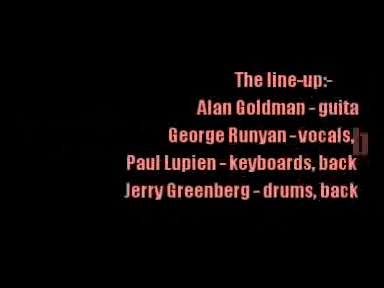 The line-up:-
Alan Goldman - guita
George Runyan - vocals,
Paul Lupien - keyboards, back
Jerry Greenberg - drums, back